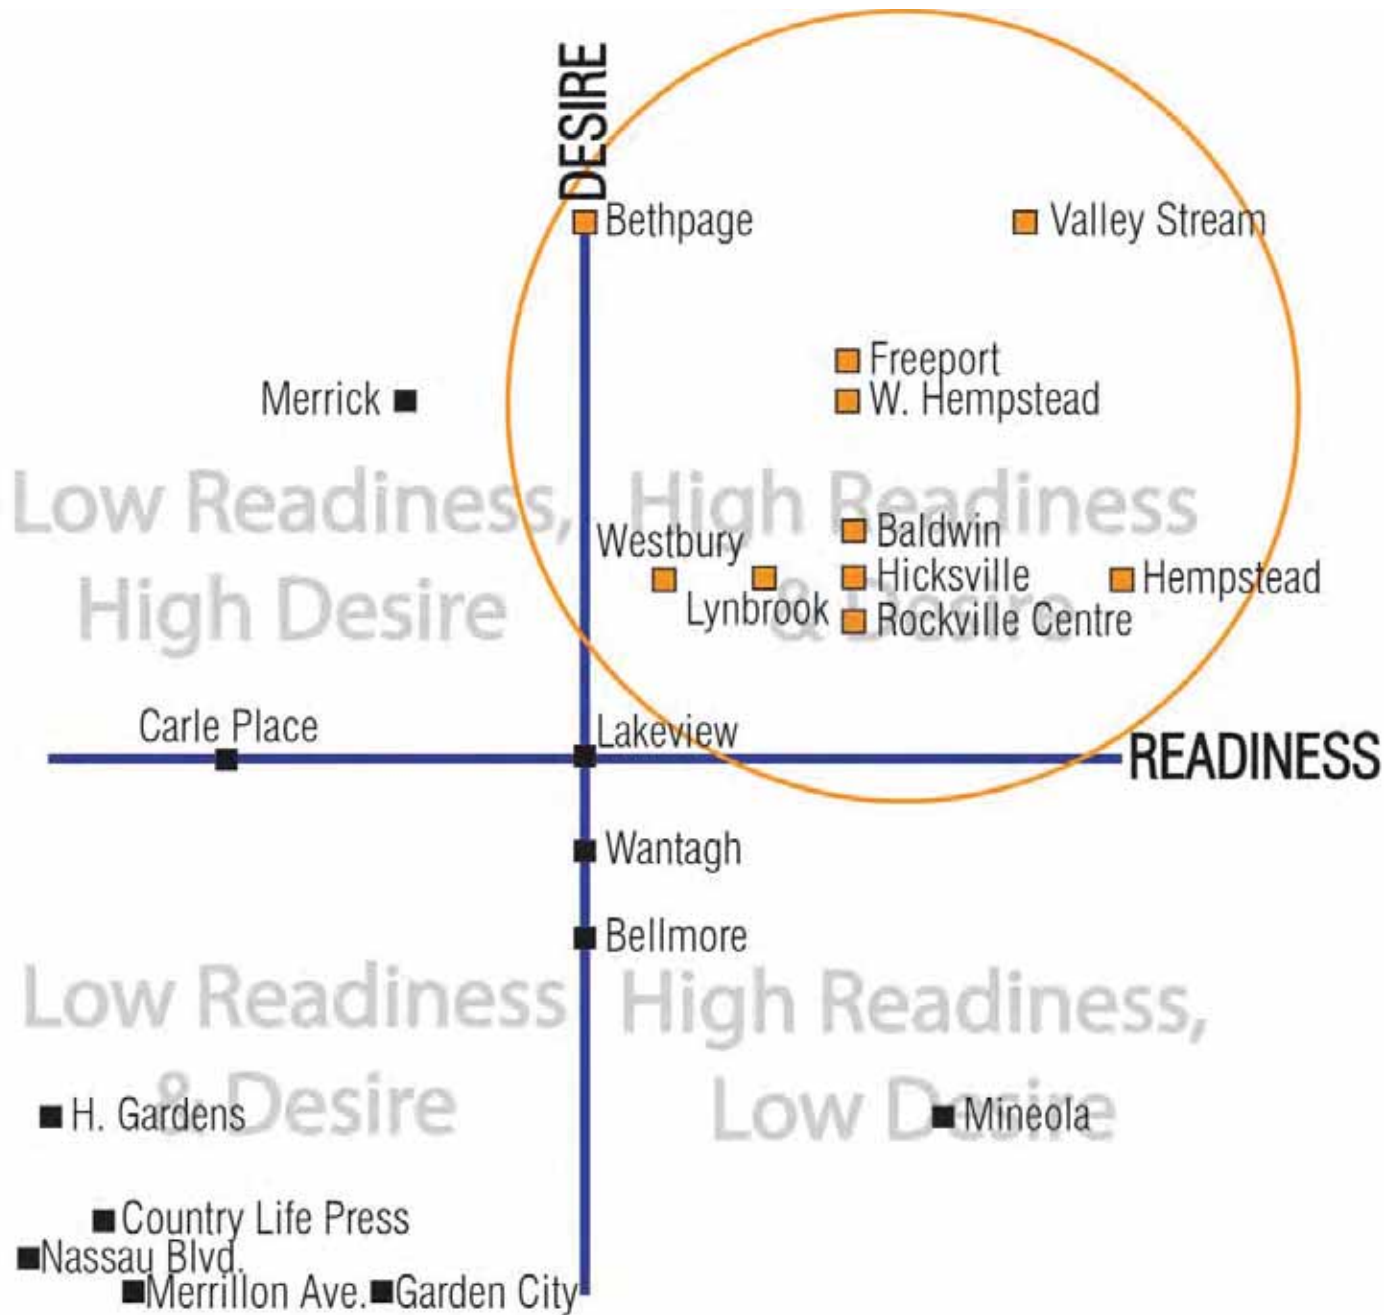 DESIRE
Bethpage
Valley Stream
Freeport
Merrick
W. Hempstead
Low Readiness,
High Desire
High Readiness
& Desire
Baldwin
Westbury
Hicksville
Hempstead
Lynbrook
Rockville Centre
Carle Place
Lakeview
READINESS
Wantagh
Bellmore
Low Readiness
& Desire
High Readiness,
Low Desire
H. Gardens
Mineola
Country Life Press
Nassau Blvd.
Merrillon Ave.
Garden City